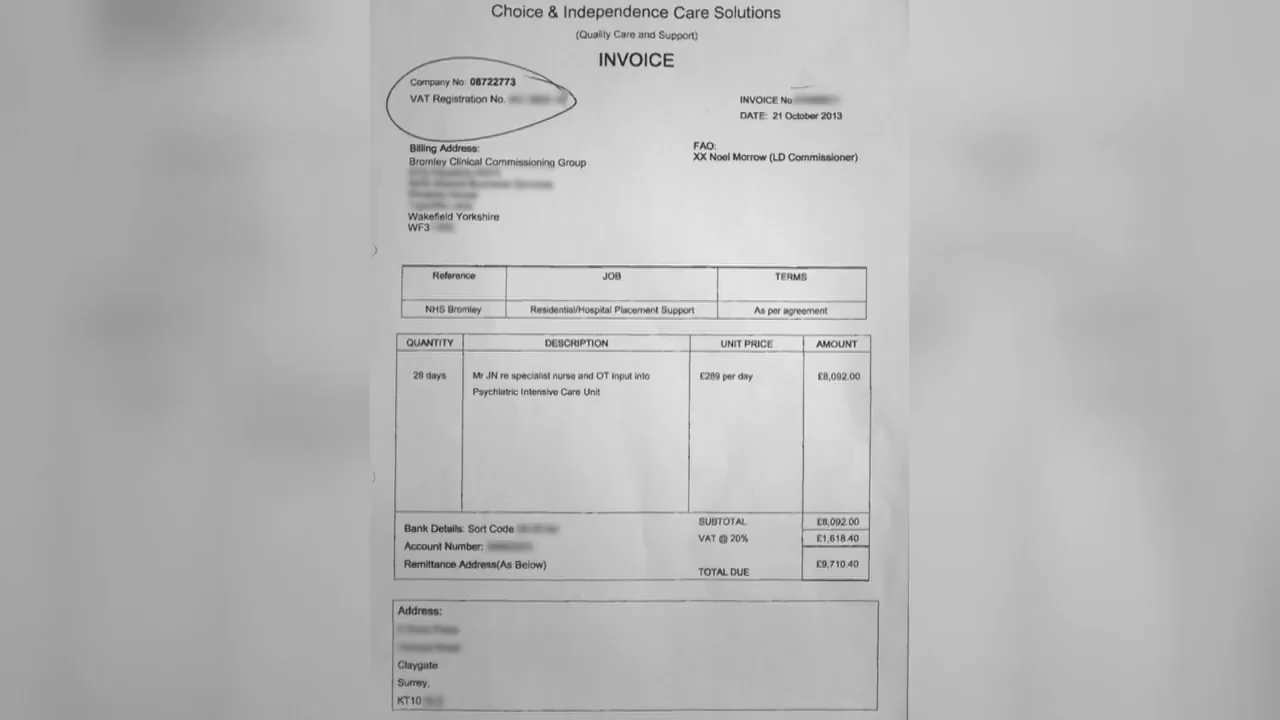 Choice & Independence Care Solutions
(Quality Care and Support)
INVOICE
Company No: 08722773
VAT Registration No.
INVOICE No
DATE: 21 October 2013
Billing Address:
Bromley Clinical Commissioning Group
Wakefield Yorkshire
WF3
FAO:
XX Noel Morrow (LD Commissioner)
Reference JOB TERMS
NHS Bromley Residential/Hospital Placement Support As per agreement
QUANTITY DESCRIPTION UNIT PRICE AMOUNT
28 days Mr JN re specialist nurse and OT input into £289 per day £8,092.00
Psychiatric Intensive Care Unit
SUBTOTAL £8,092.00
Bank Details: Sort Code
VAT @ 20% £1,618.40
Account Number:
Remittance Address(As Below)
TOTAL DUE £9,710.40
Address:
Claygate
Surrey,
KT10